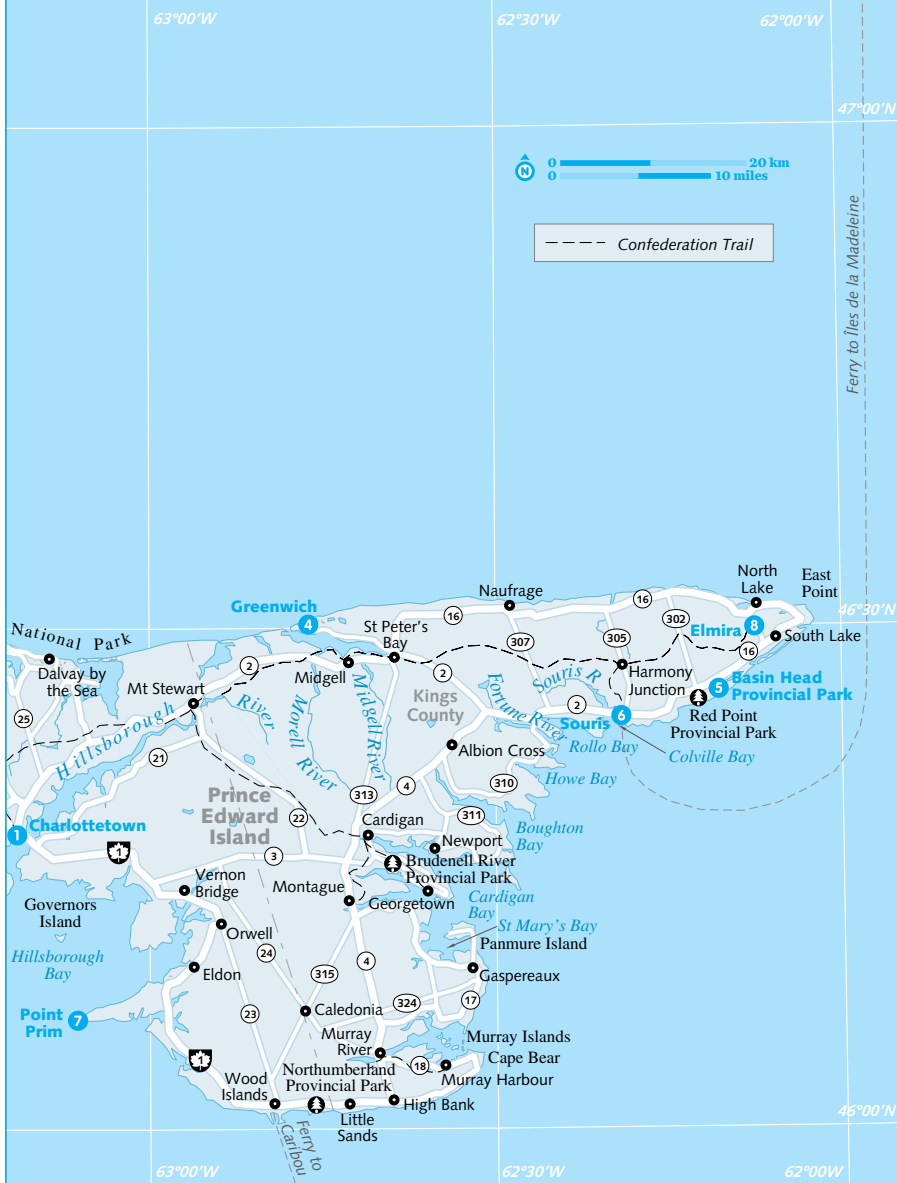 63°00'W
62°30'W
62°00'W
47°00'N
0
20 km
N
0
10 miles
Confederation Trail
Ferry to Îles de la Madeleine
North
Lake
East
Point
Naufrage
16
Greenwich
4
16
302
46°30'N
St Peter's
Bay
307
305
Elmira
8
South Lake
16
National Park
Dalvay by
the Sea
2
Midgell
2
Harmony
Junction
Souris R
Basin Head
Provincial Park
5
Mt Stewart
Kings
County
Fortune River
2
Souris
6
Red Point
Provincial Park
25
Hillsborough
River
Morell
River
Midgell River
Rollo Bay
Colville Bay
Albion Cross
21
Howe Bay
310
4
Prince
Edward
Island
313
22
311
1
Charlottetown
Cardigan
Boughton
Bay
Newport
1
3
Brudenell River
Provincial Park
Vernon
Bridge
Montague
Georgetown
Cardigan
Bay
Governors
Island
St Mary's Bay
Orwell
Panmure Island
Hillsborough
Bay
24
4
Eldon
315
Gaspereaux
324
17
Point
Prim
7
23
Caledonia
Murray
River
Murray Islands
Cape Bear
1
18
Northumberland
Provincial Park
Murray Harbour
Wood
Islands
High Bank
Little
Sands
46°00'N
Ferry to
Caribou
63°00'W
62°30'W
62°00'W